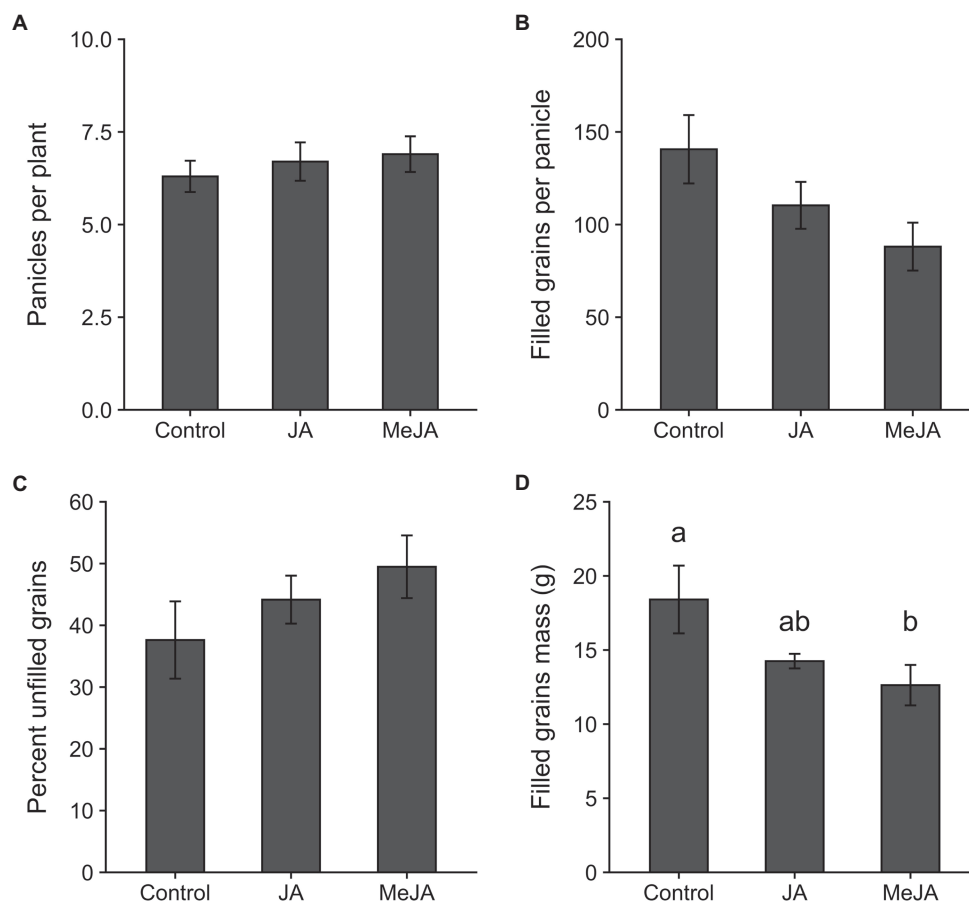 A
Panicles per plant
10.0
7.5
5.0
2.5
0.0
Control JA MeJA
B
Filled grains per panicle
200
150
100
50
0
Control JA MeJA
C
Percent unfilled grains
60
50
40
30
20
10
0
Control JA MeJA
D
Filled grains mass (g)
25
20
15
10
5
0
a
ab
b
Control JA MeJA